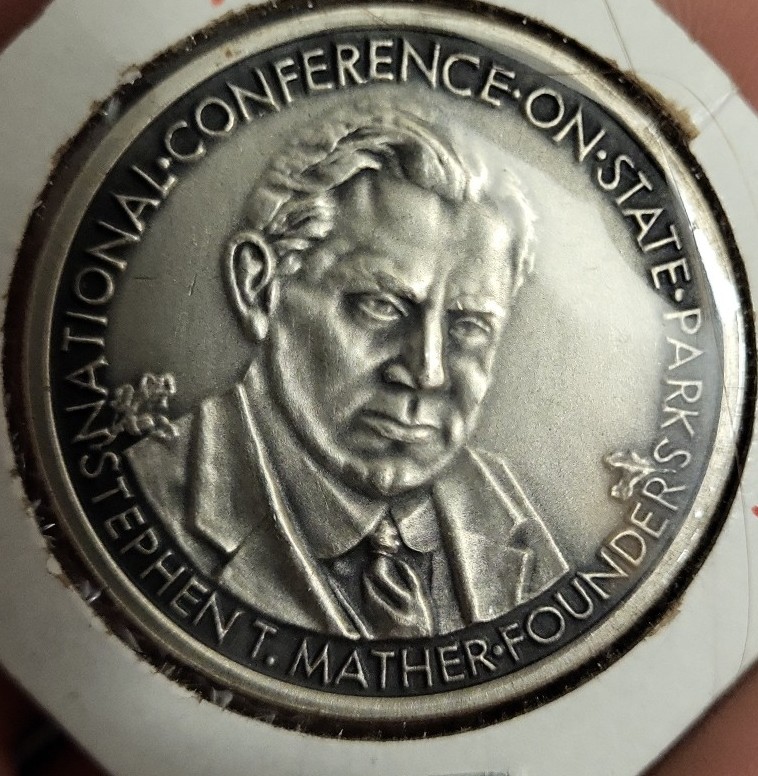 NATIONAL·CONFERENCE·ON·STATE·PARKS
STEPHEN T. MATHER·FOUNDER